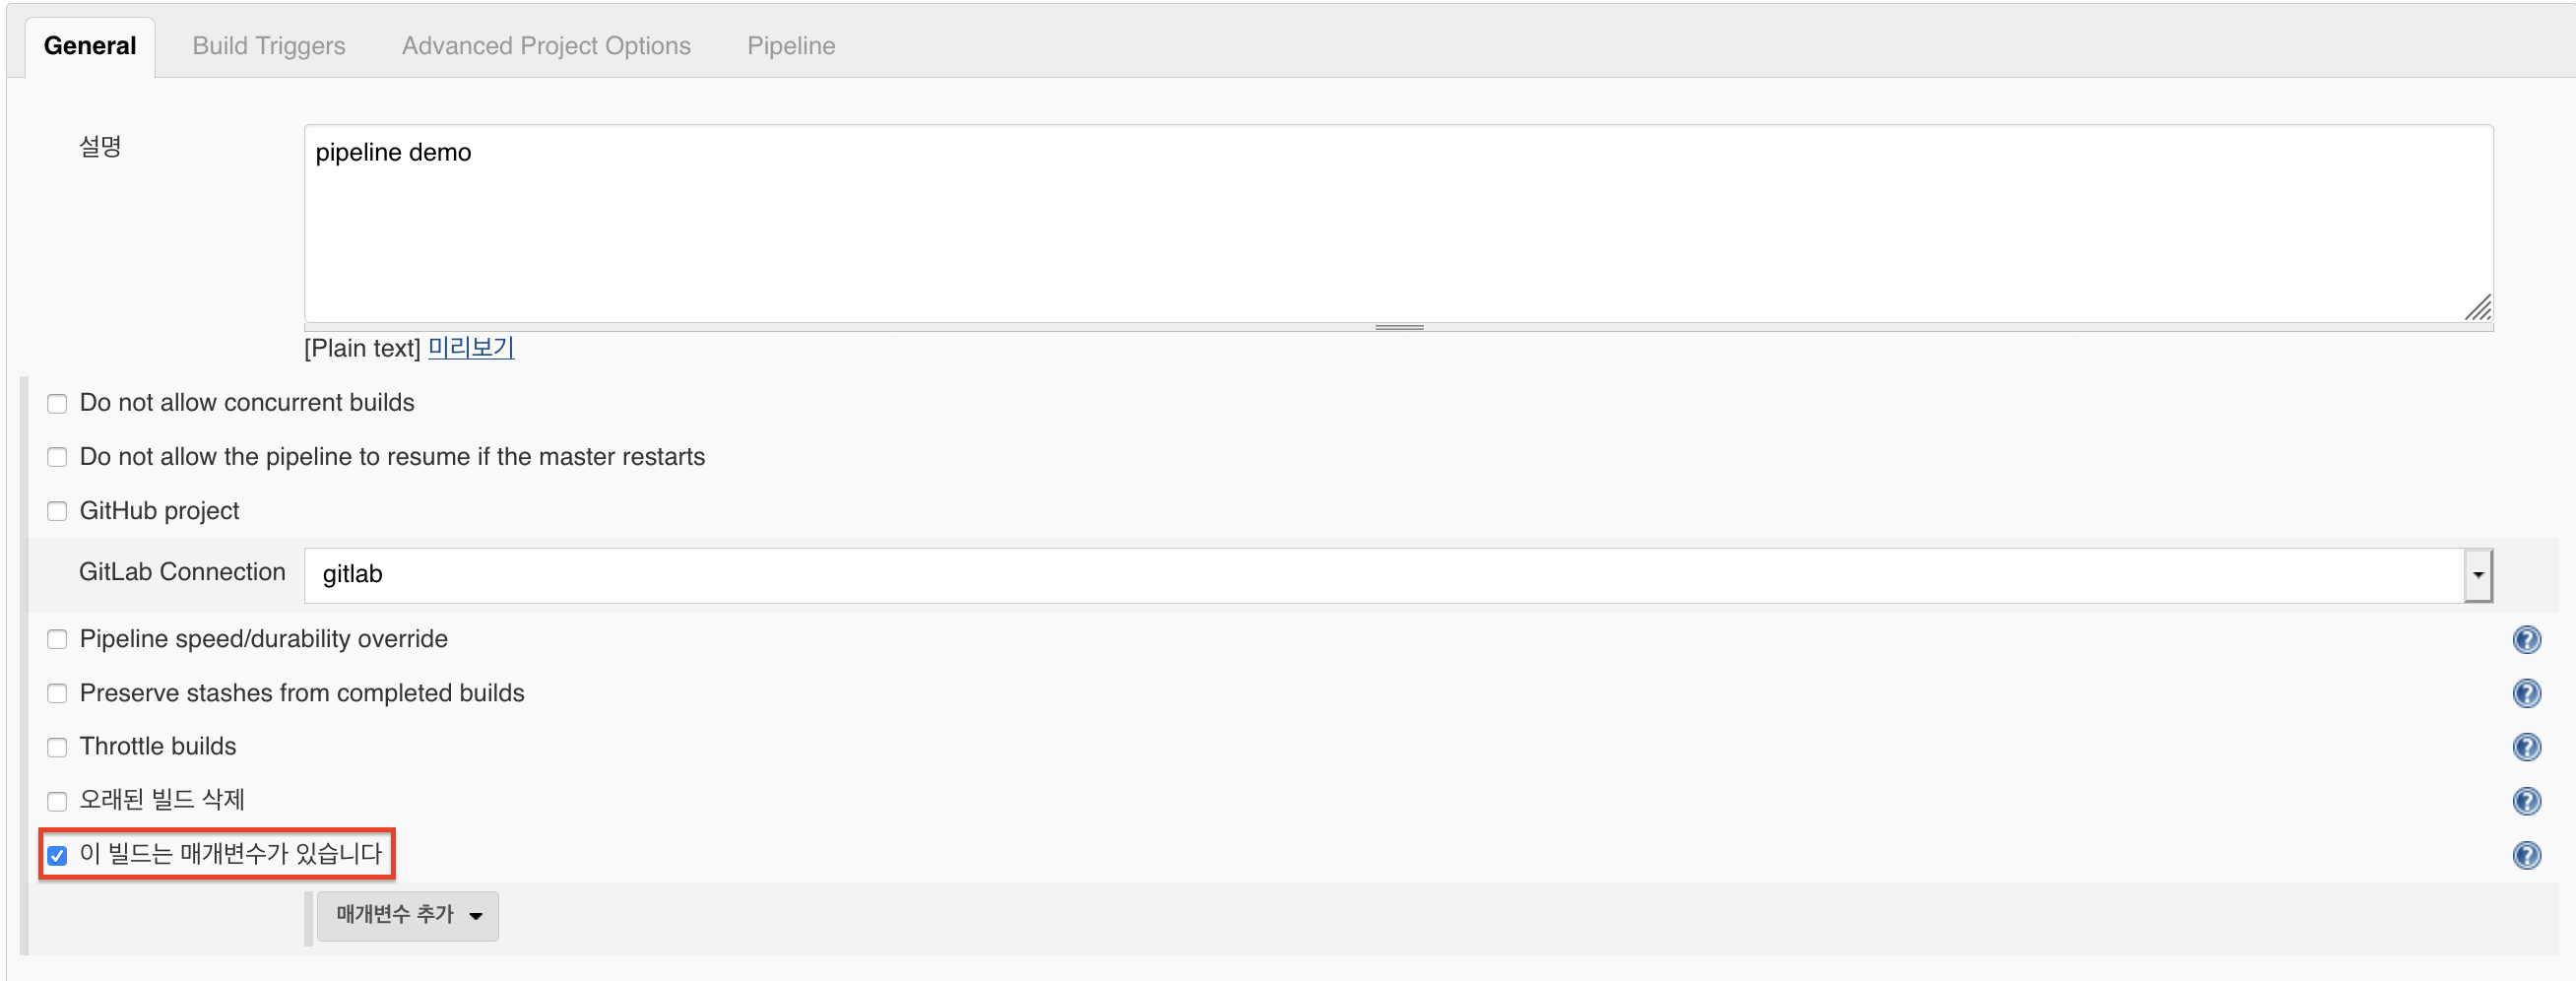 General Build Triggers Advanced Project Options Pipeline
설명
pipeline demo
[Plain text] 미리보기
Do not allow concurrent builds
Do not allow the pipeline to resume if the master restarts
GitHub project
GitLab Connection gitlab
Pipeline speed/durability override
Preserve stashes from completed builds
Throttle builds
오래된 빌드 삭제
이 빌드는 매개변수가 있습니다
매개변수 추가